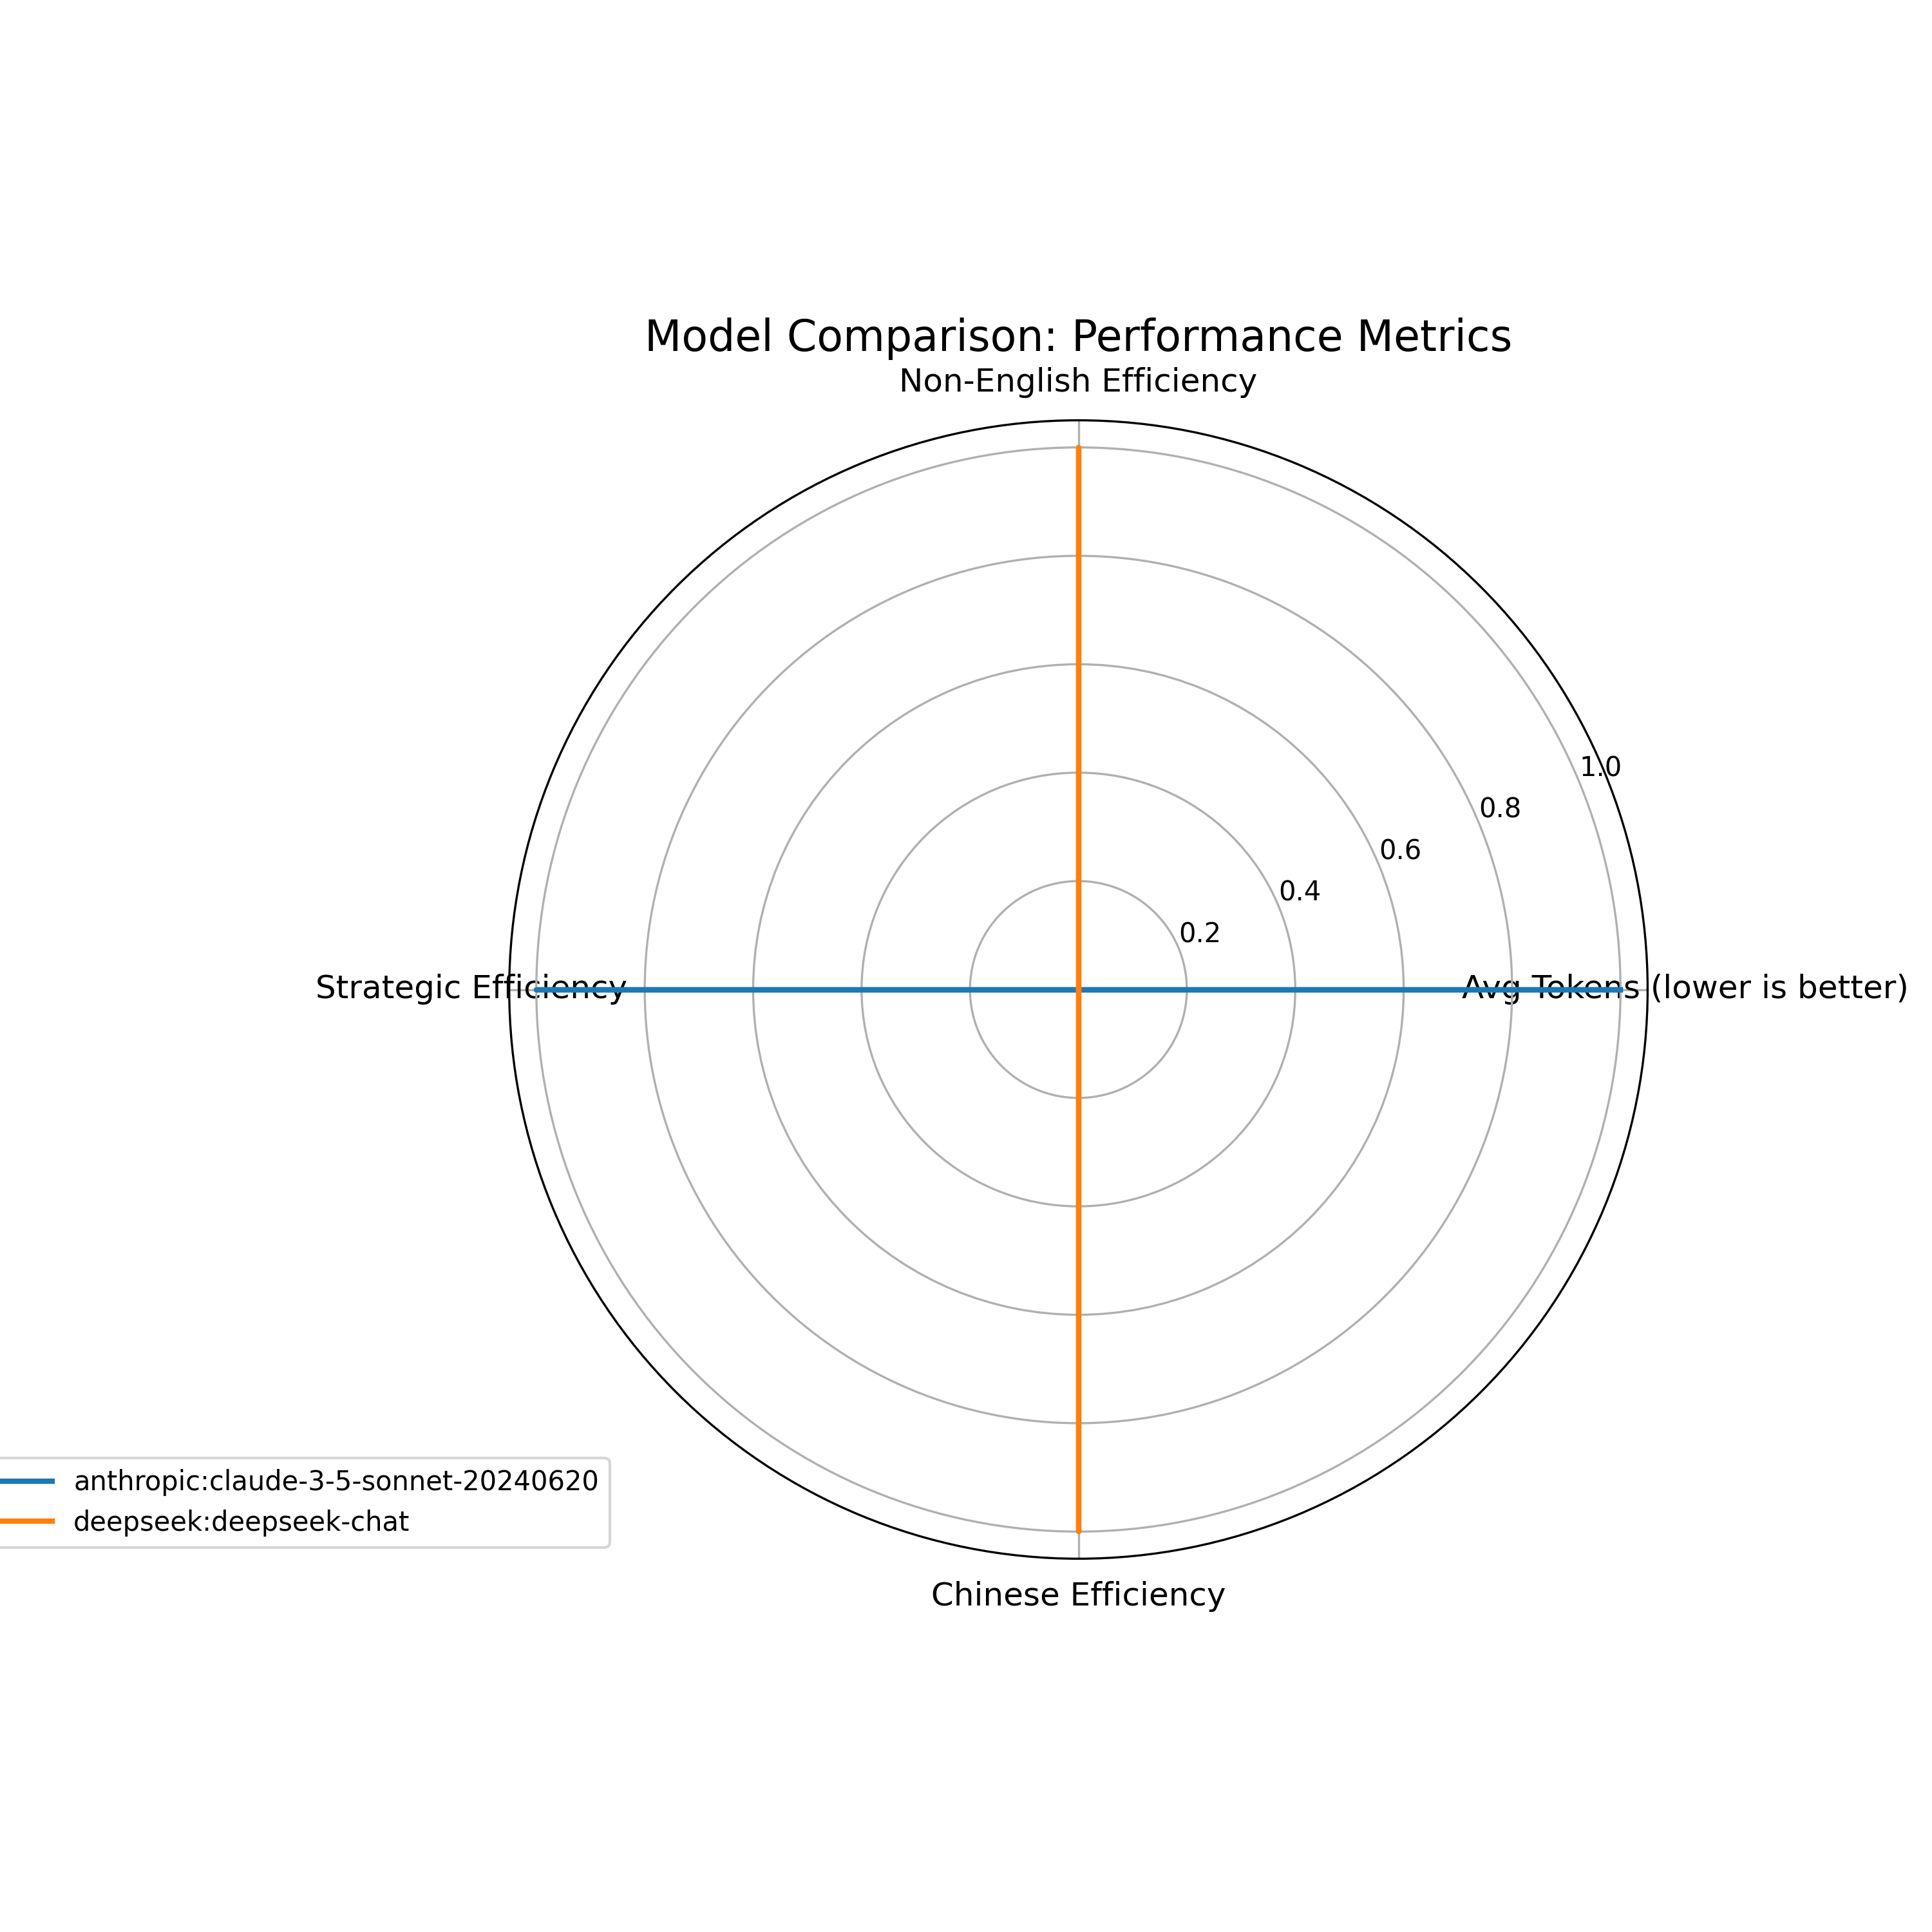 Model Comparison: Performance Metrics
Non-English Efficiency
1.0
0.8
0.6
0.4
0.2
Strategic Efficiency
Avg Tokens (lower is better)
anthropic:claude-3-5-sonnet-20240620
deepseek:deepseek-chat
Chinese Efficiency